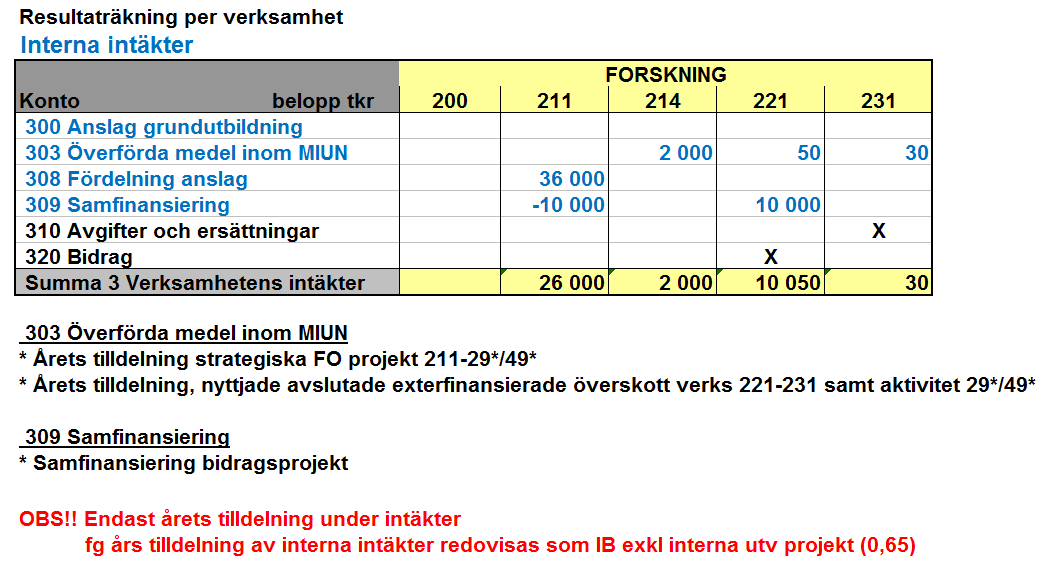 Resultaträkning per verksamhet
Interna intäkter
FORSKNING
Konto belopp tkr 200 211 214 221 231
300 Anslag grundutbildning
303 Överförda medel inom MIUN 2 000 50 30
308 Fördelning anslag 36 000
309 Samfinansiering -10 000 10 000
310 Avgifter och ersättningar X
320 Bidrag X
Summa 3 Verksamhetens intäkter 26 000 2 000 10 050 30
303 Överförda medel inom MIUN
* Årets tilldelning strategiska FO projekt 211-29*/49*
* Årets tilldelning, nyttjade avslutade exterfinansierade överskott verks 221-231 samt aktivitet 29*/49*
309 Samfinansiering
* Samfinansiering bidragsprojekt
OBS!! Endast årets tilldelning under intäkter
fg års tilldelning av interna intäkter redovisas som IB exkl interna utv projekt (0,65)